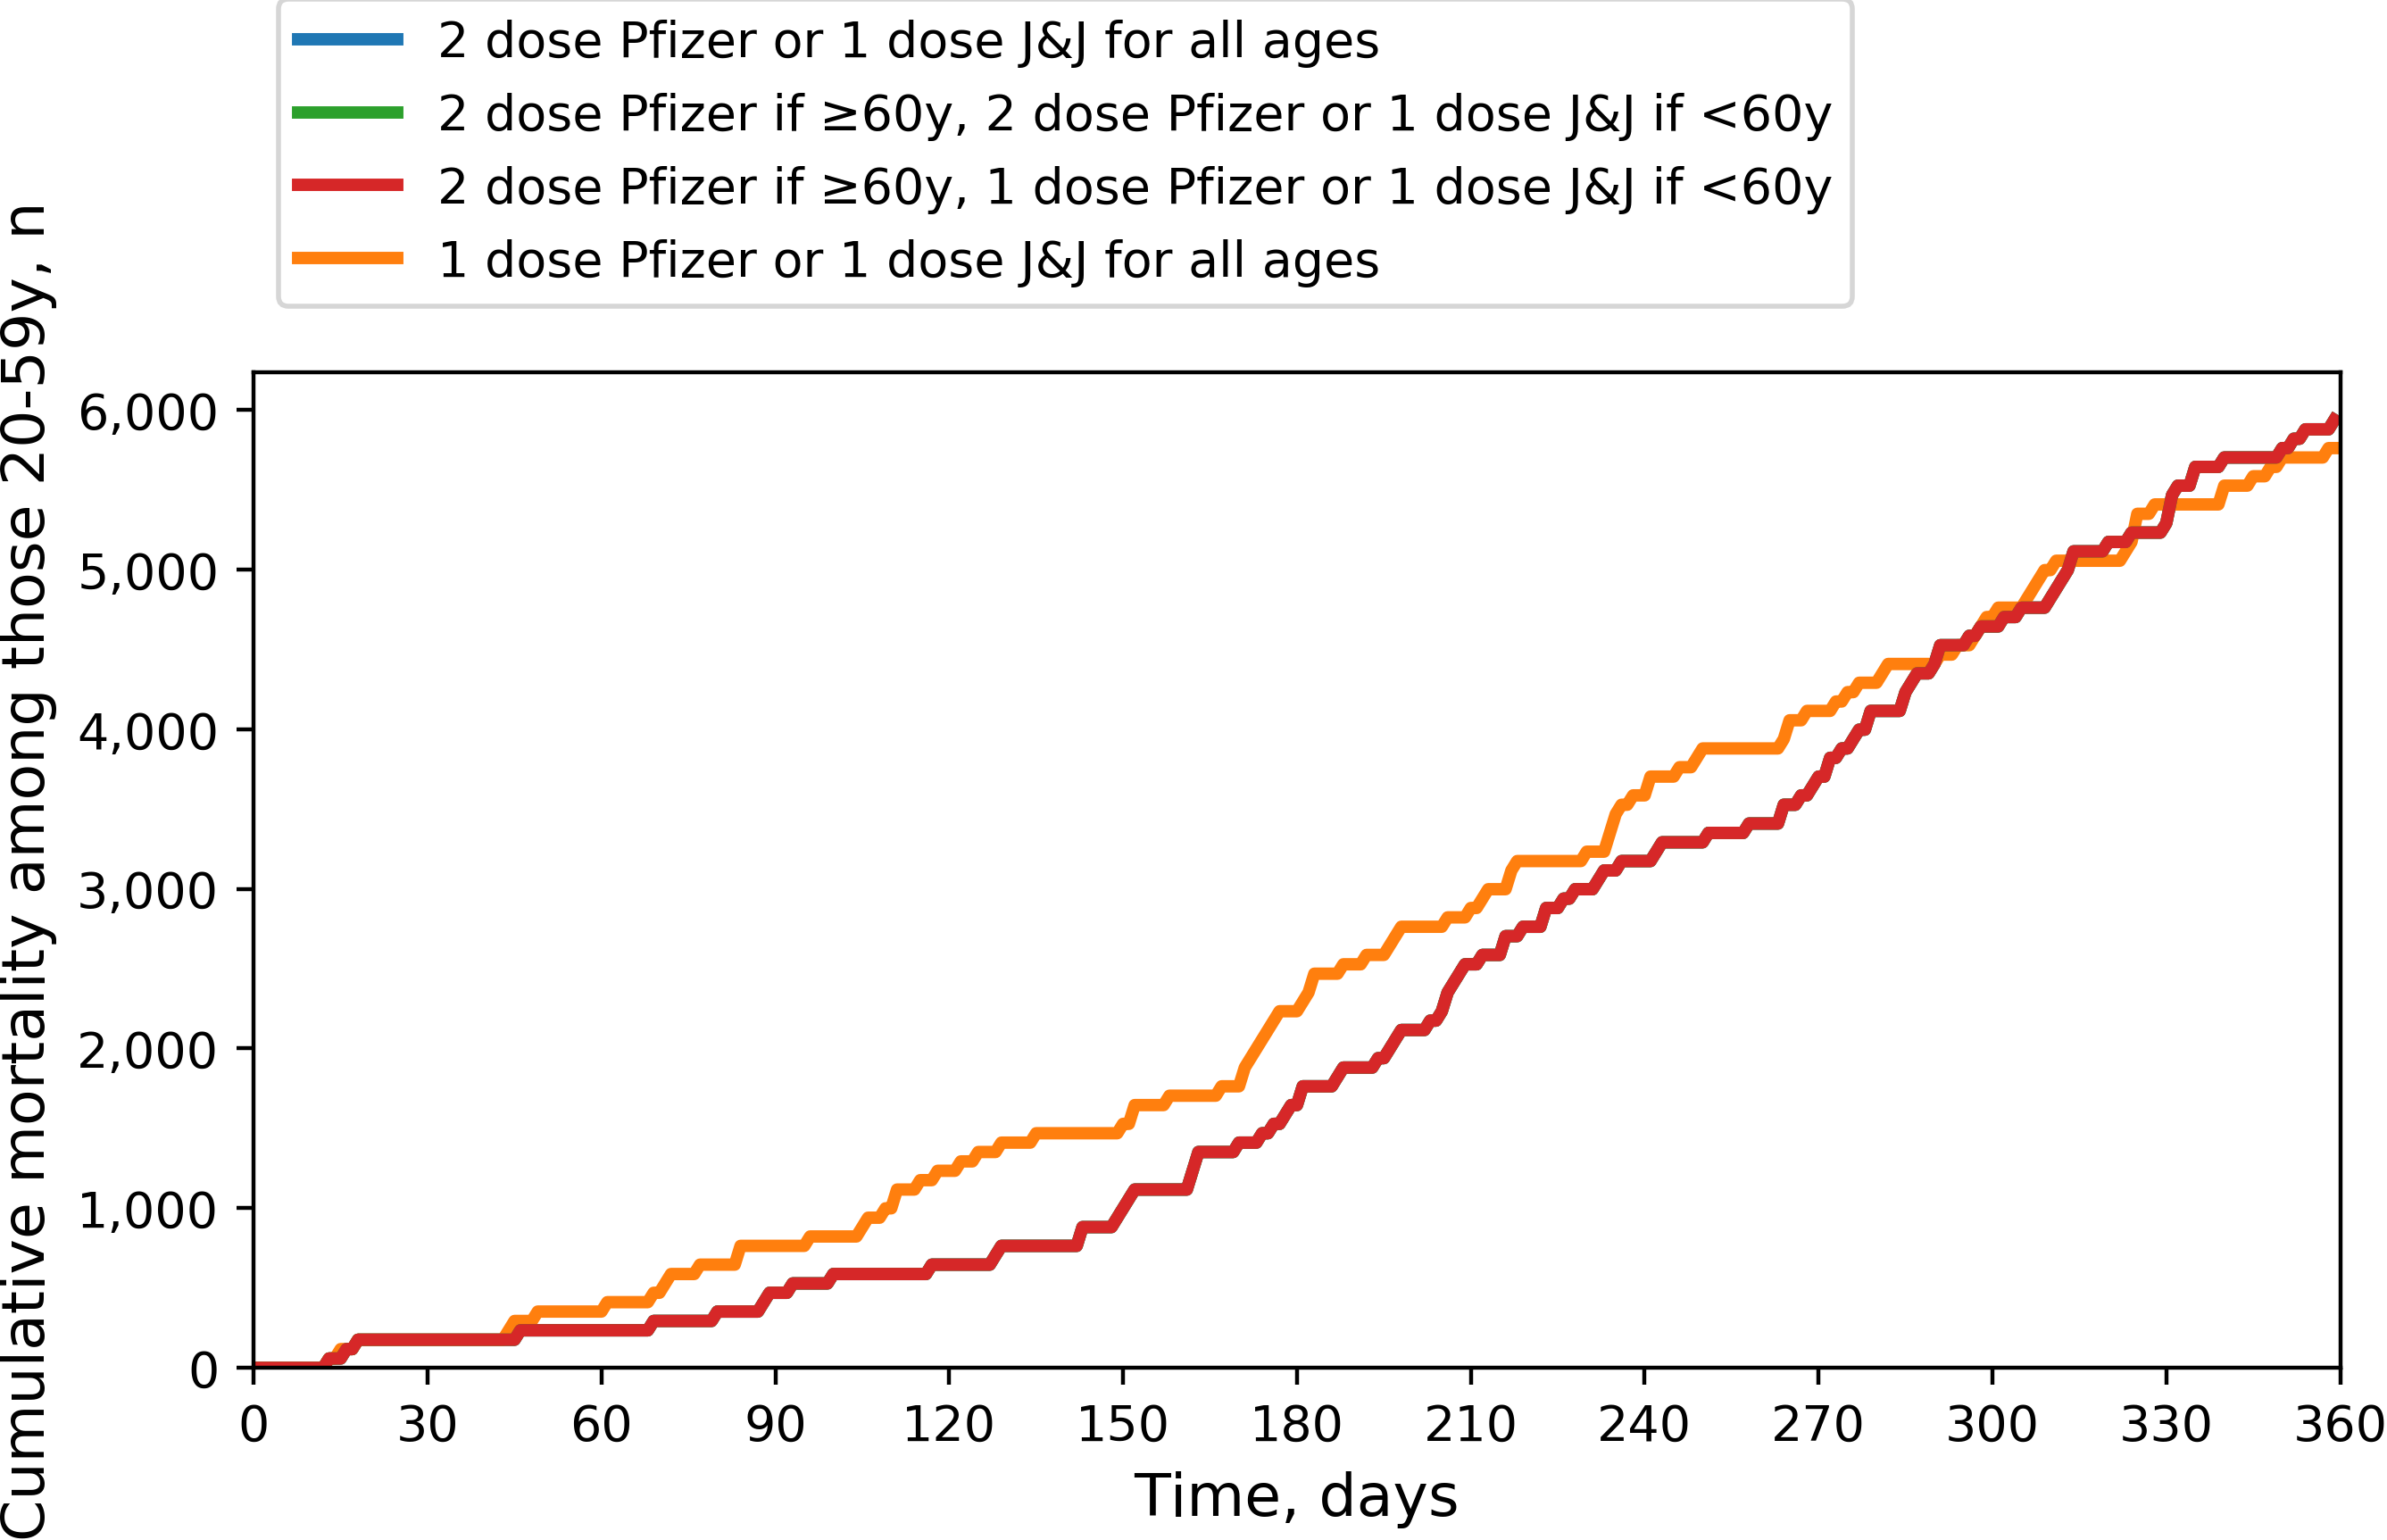 2 dose Pfizer or 1 dose J&J for all ages
2 dose Pfizer if ≥60y, 2 dose Pfizer or 1 dose J&J if <60y
2 dose Pfizer if ≥60y, 1 dose Pfizer or 1 dose J&J if <60y
1 dose Pfizer or 1 dose J&J for all ages
Cumulative mortality among those 20-59y, n
6,000
5,000
4,000
3,000
2,000
1,000
0
0 30 60 90 120 150 180 210 240 270 300 330 360
Time, days